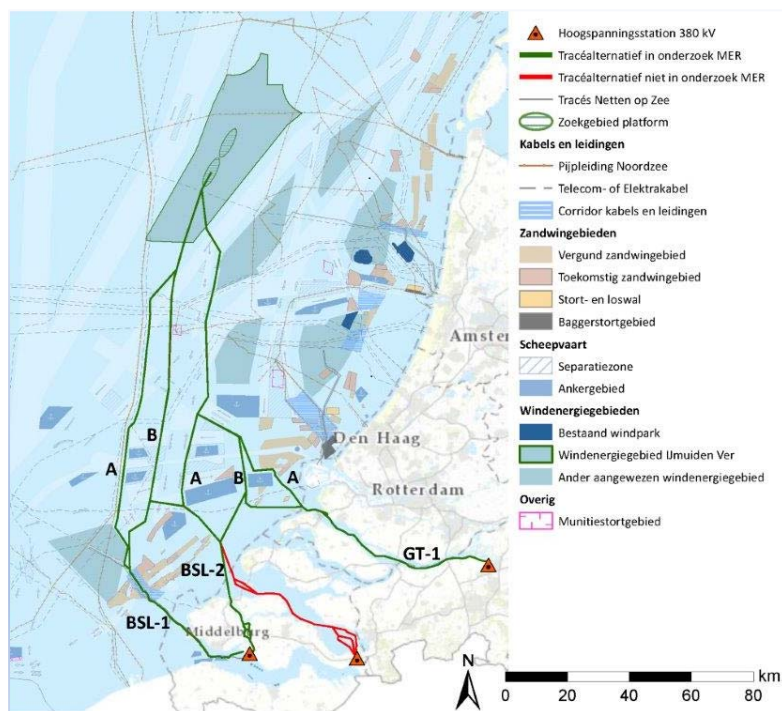 Hoogspanningsstation 380 kV
Tracéalternatief in onderzoek MER
Tracéalternatief niet in onderzoek MER
Tracés Netten op Zee
Zoekgebied platform
Kabels en leidingen
Pijpleiding Noordzee
Telecom- of Elektrakabel
Corridor kabels en leidingen
Zandwingebieden
Vergund zandwingebied
Toekomstig zandwingebied
Stort- en loswal
Baggerstortgebied
Scheepvaart
Separatiezone
Ankergebied
Windenergiegebieden
Bestaand windpark
Windenergiegebied IJmuiden Ver
Ander aangewezen windenergiegebied
Overig
Munitiestortgebied
Amster
Den Haag
Rotterdam
A
B
A
B
A
GT-1
BSL-2
BSL-1
Middelburg
N
km
0 20 40 60 80